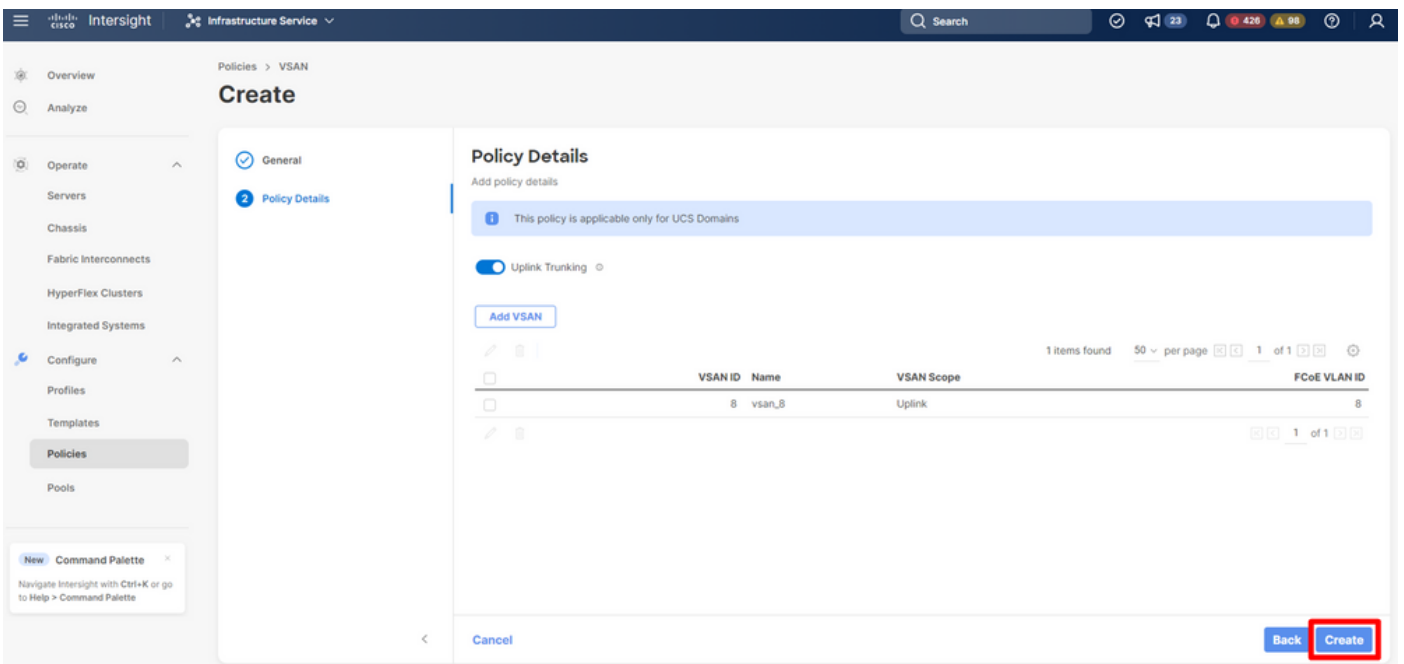 cisco Intersight Infrastructure Service Search 23 426 98
Overview
Analyze
Operate
Servers
Chassis
Fabric Interconnects
HyperFlex Clusters
Integrated Systems
Configure
Profiles
Templates
Policies
Pools
New Command Palette
Navigate Intersight with Ctrl+K or go
to Help > Command Palette
Policies > VSAN
Create
General
2 Policy Details
Policy Details
Add policy details
This policy is applicable only for UCS Domains
Uplink Trunking
Add VSAN
1 items found 50 per page 1 of 1
VSAN ID Name VSAN Scope FCoE VLAN ID
8 vsan_8 Uplink 8
1 of 1
Cancel Back Create